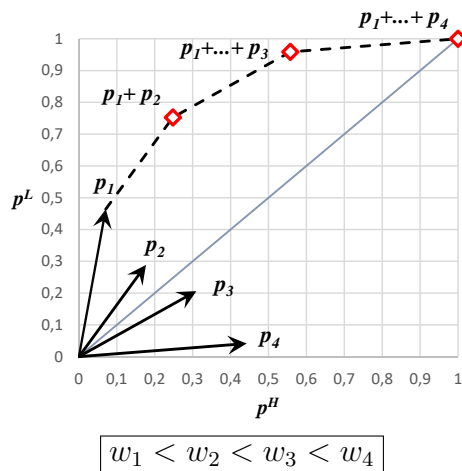 p₁+...+ p₄
1
p₁+...+ p₃
0,9
p₁+ p₂
0,8
0,7
0,6
p₁
pᴸ
0,5
0,4
p₂
0,3
p₃
0,2
0,1
p₄
0
0 0,1 0,2 0,3 0,4 0,5 0,6 0,7 0,8 0,9 1
pᴴ
w₁ < w₂ < w₃ < w₄